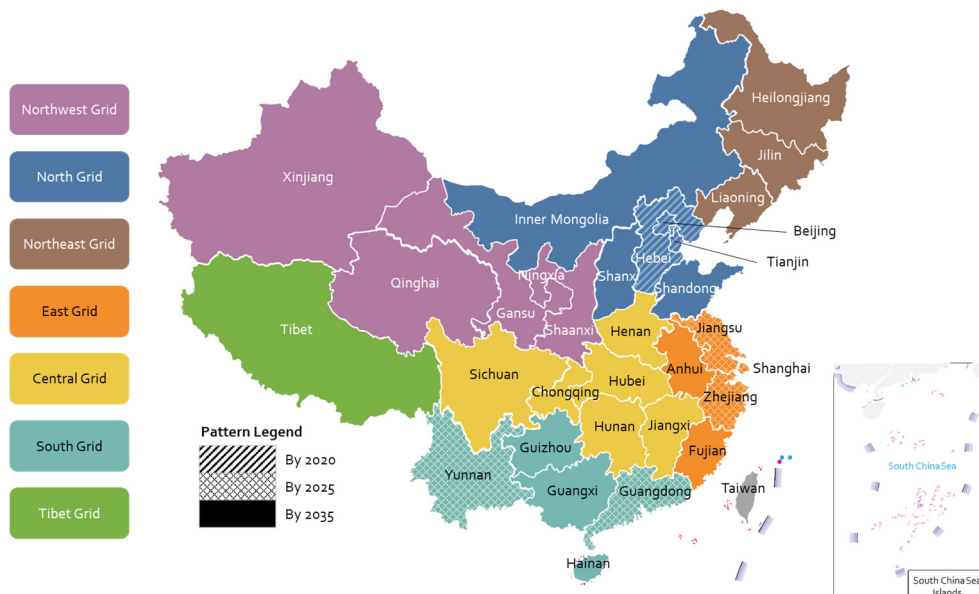 Northwest Grid
North Grid
Northeast Grid
East Grid
Central Grid
South Grid
Tibet Grid
Heilongjiang
Jilin
Liaoning
Xinjiang
Inner Mongolia
Beijing
Tianjin
Hebei
Ningxia
Shanxi
Qinghai
Shandong
Gansu
Tibet
Shaanxi
Henan
Jiangsu
Sichuan
Anhui
Shanghai
Hubei
Chongqing
Zhejiang
Hunan
Jiangxi
Guizhou
Fujian
Yunnan
Guangxi
Guangdong
Taiwan
Hainan
Pattern Legend
By 2020
By 2025
By 2035
South China Sea
South China Sea
Islands